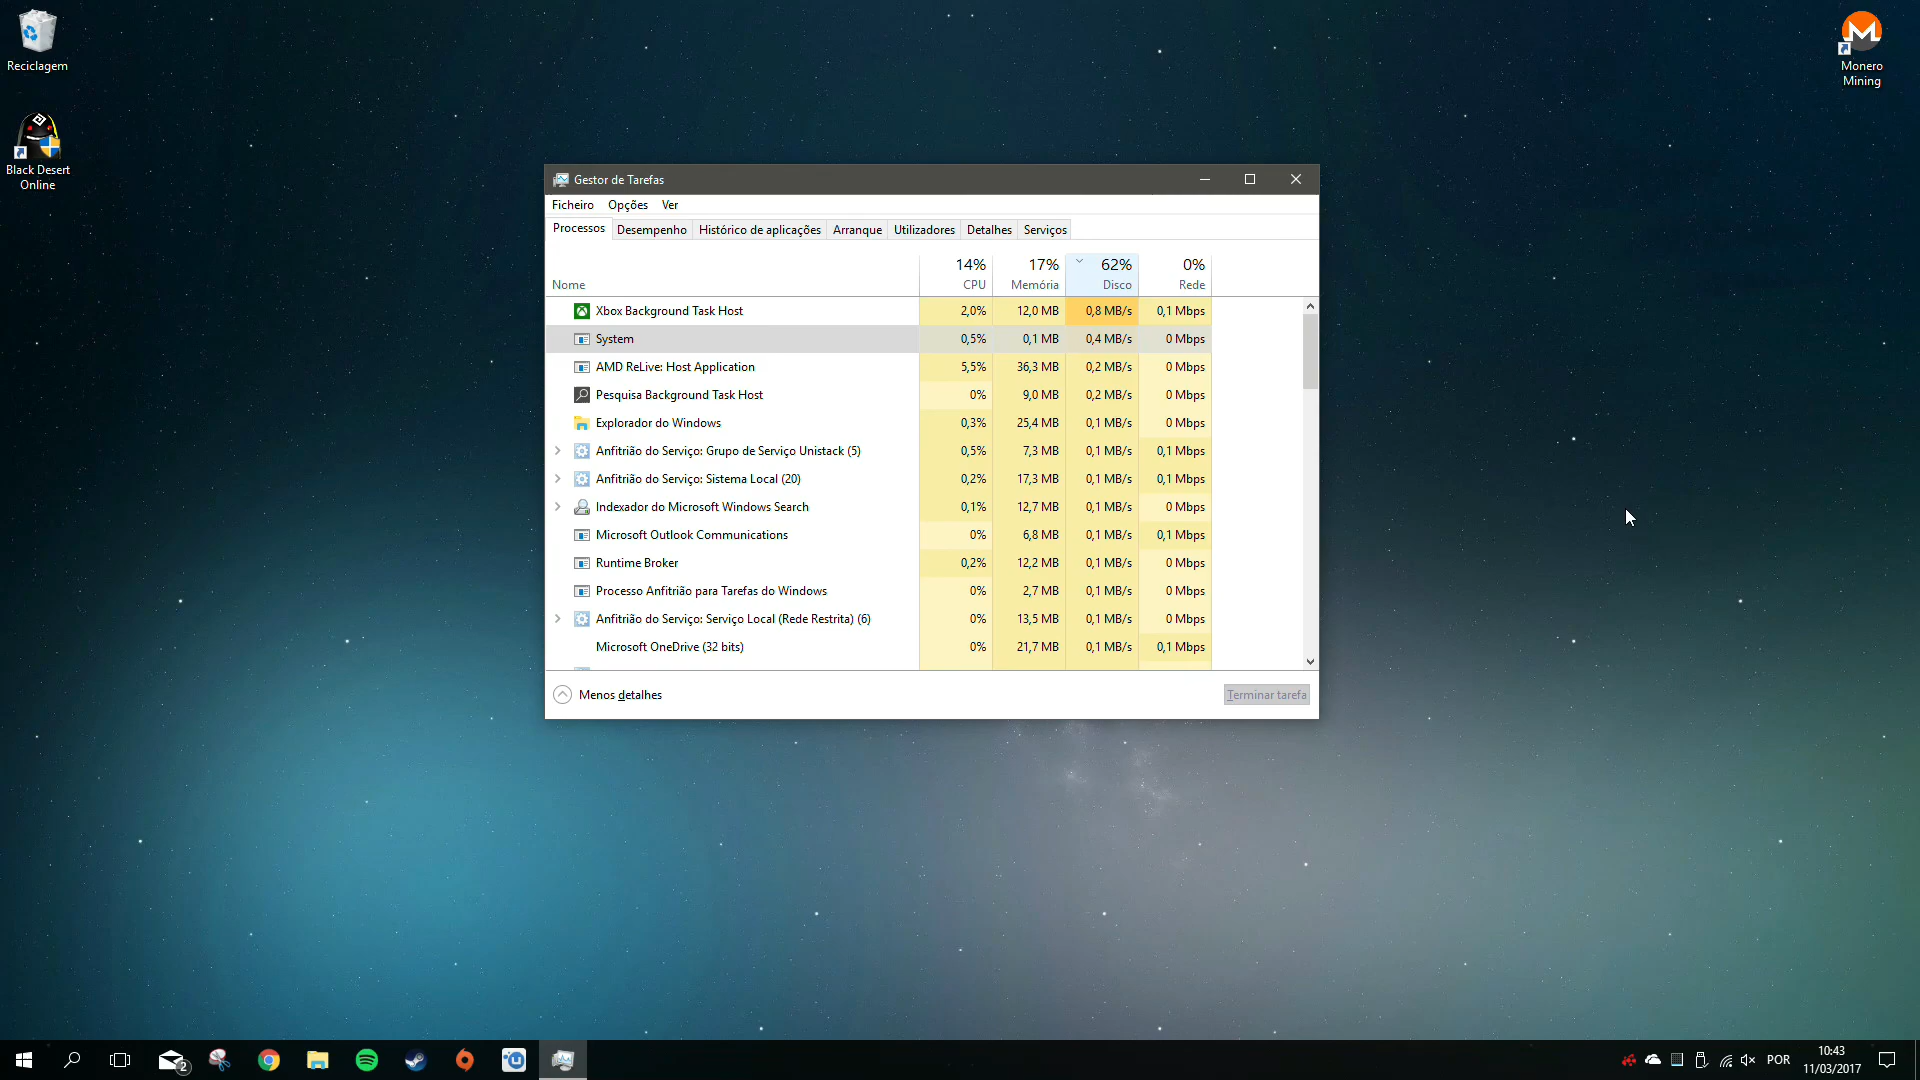 Reciclagem
Black Desert
Online
Monero
Mining
Gestor de Tarefas
Ficheiro Opções Ver
Processos Desempenho Histórico de aplicações Arranque Utilizadores Detalhes Serviços
14% 17% 62% 0%
Nome CPU Memória Disco Rede
Xbox Background Task Host 2,0% 12,0 MB 0,8 MB/s 0,1 Mbps
System 0,5% 0,1 MB 0,4 MB/s 0 Mbps
AMD ReLive: Host Application 5,5% 36,3 MB 0,2 MB/s 0 Mbps
Pesquisa Background Task Host 0% 9,0 MB 0,2 MB/s 0 Mbps
Explorador do Windows 0,3% 25,4 MB 0,1 MB/s 0 Mbps
Anfitrião do Serviço: Grupo de Serviço Unistack (5) 0,5% 7,3 MB 0,1 MB/s 0,1 Mbps
Anfitrião do Serviço: Sistema Local (20) 0,2% 17,3 MB 0,1 MB/s 0,1 Mbps
Indexador do Microsoft Windows Search 0,1% 12,7 MB 0,1 MB/s 0 Mbps
Microsoft Outlook Communications 0% 6,8 MB 0,1 MB/s 0,1 Mbps
Runtime Broker 0,2% 12,2 MB 0,1 MB/s 0 Mbps
Processo Anfitrião para Tarefas do Windows 0% 2,7 MB 0,1 MB/s 0 Mbps
Anfitrião do Serviço: Serviço Local (Rede Restrita) (6) 0% 13,5 MB 0,1 MB/s 0 Mbps
Microsoft OneDrive (32 bits) 0% 21,7 MB 0,1 MB/s 0,1 Mbps
Menos detalhes Terminar tarefa
2
POR
10:43
11/03/2017